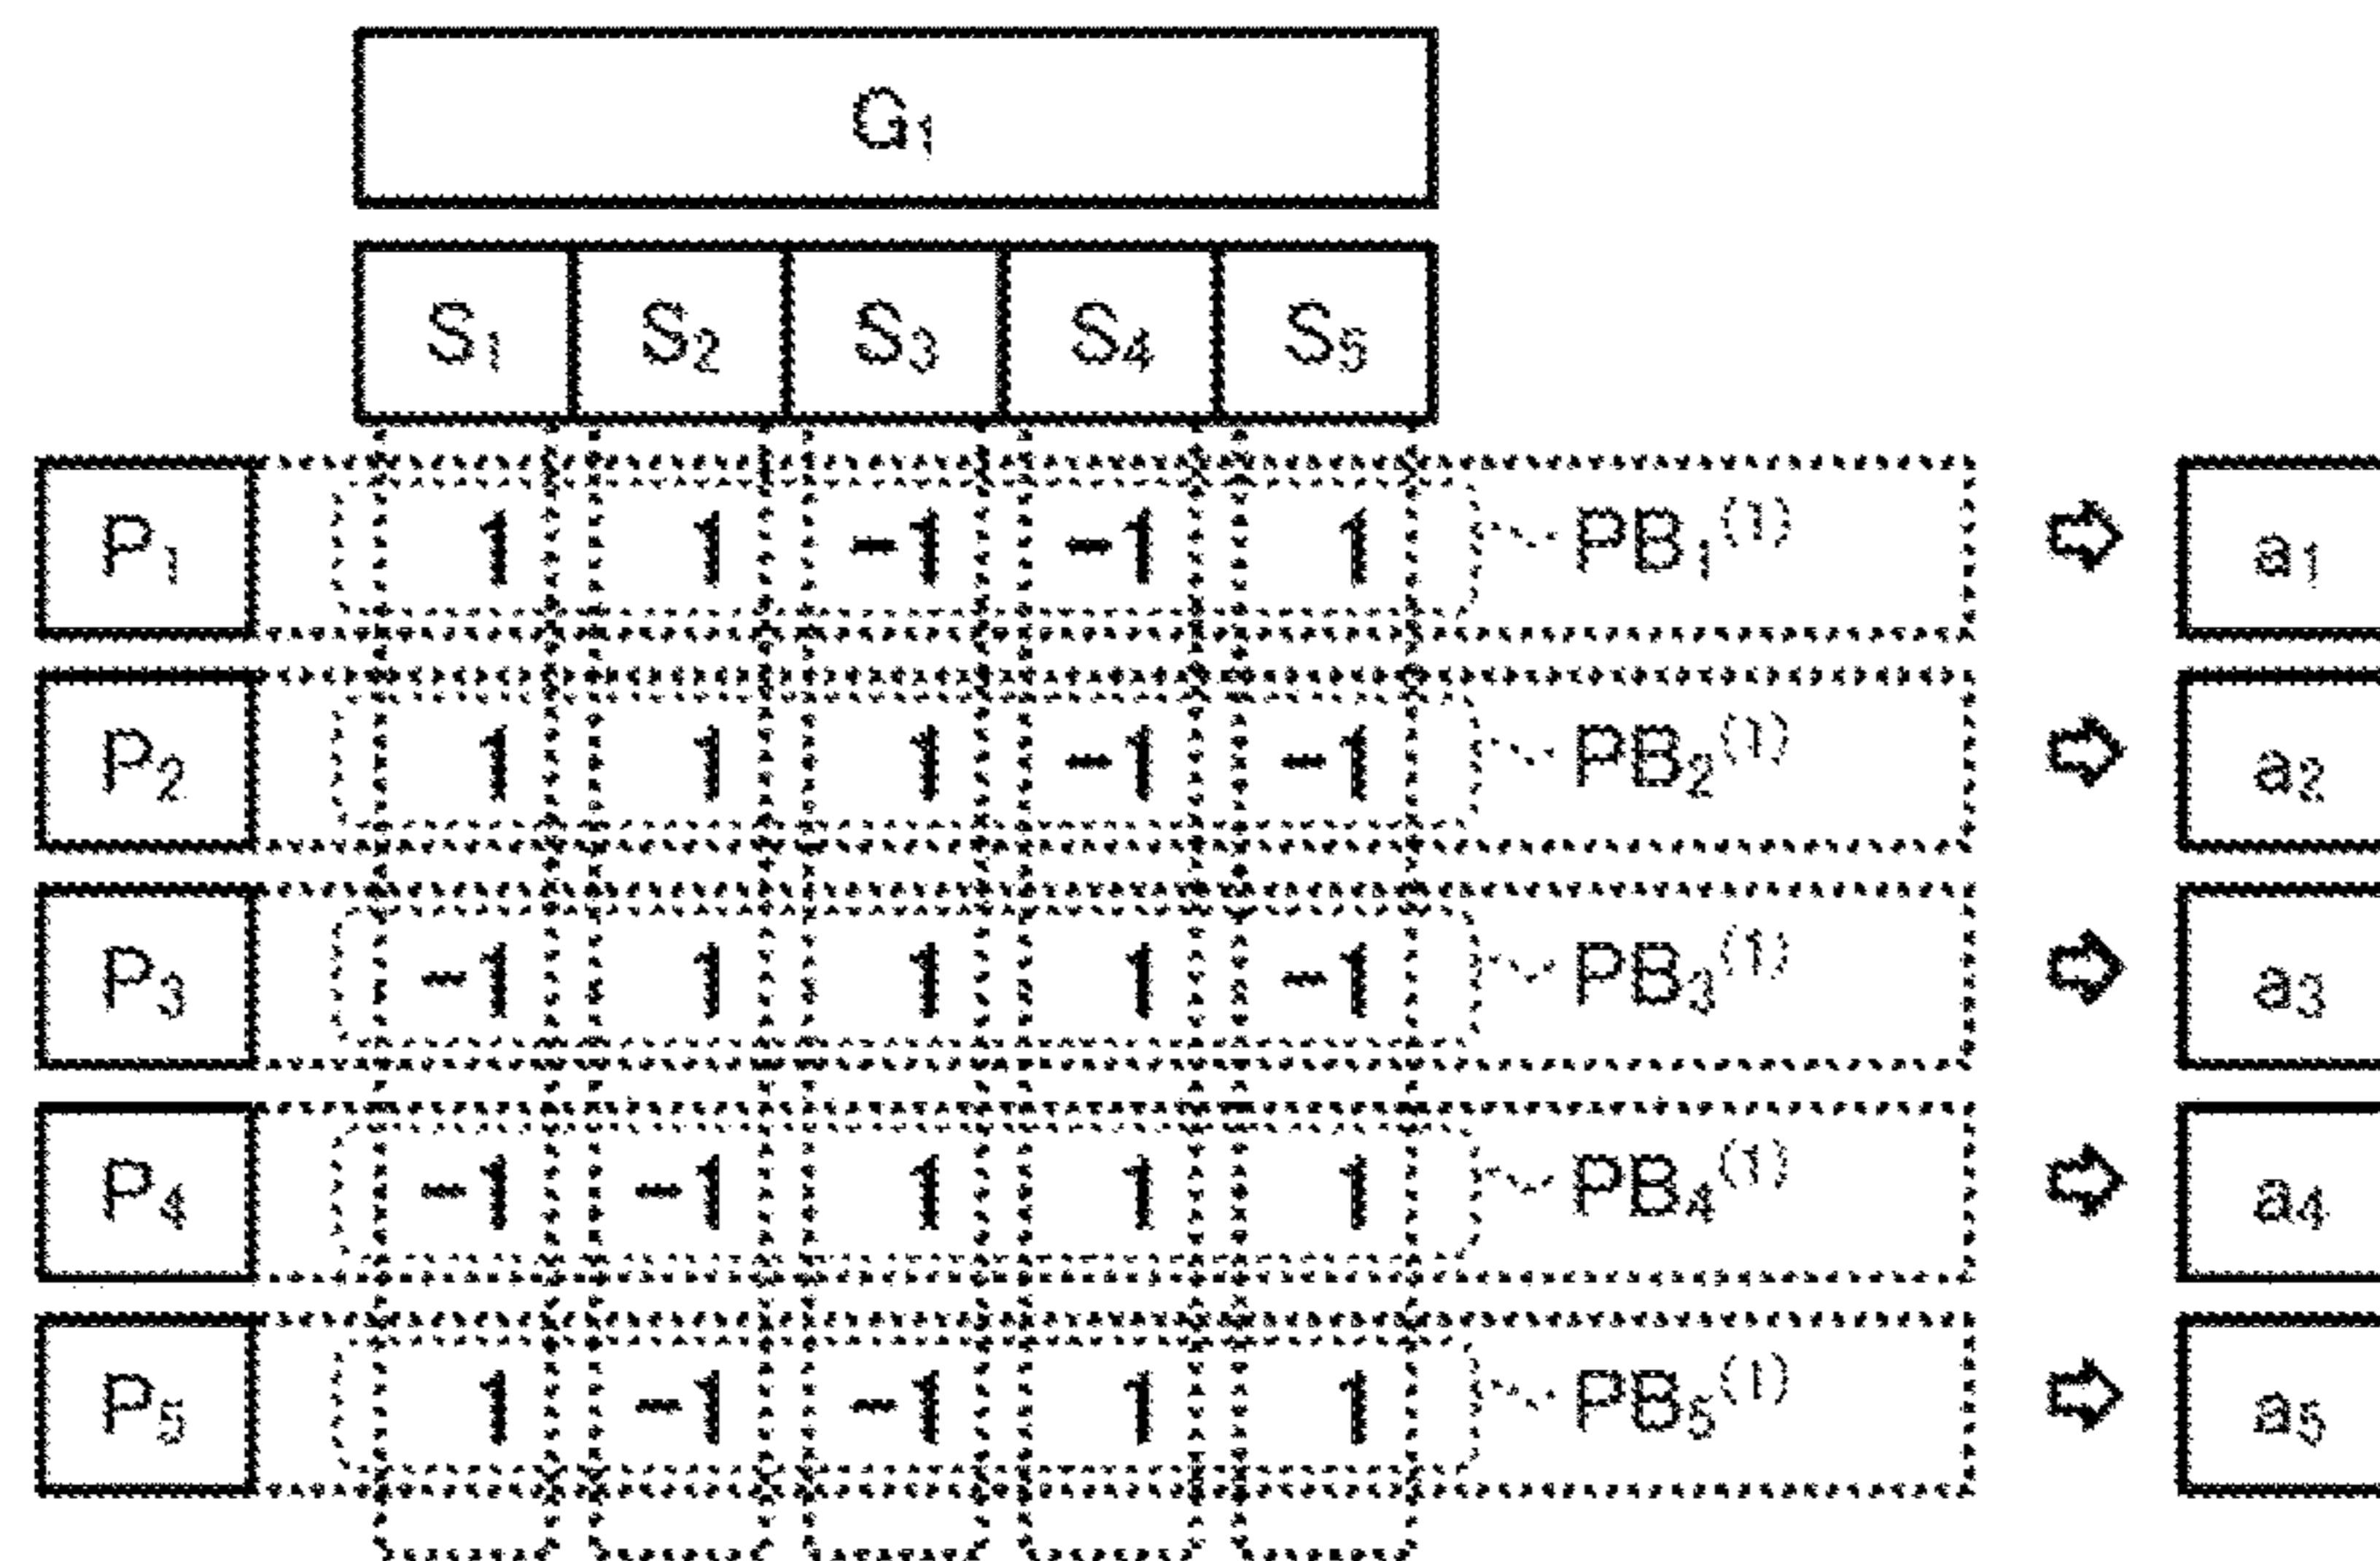 G₁
S₁ S₂ S₃ S₄ S₅
P₁ 1 1 -1 -1 1 PB₁⁽¹⁾ ⇨ a₁
P₂ 1 1 1 -1 -1 PB₂⁽¹⁾ ⇨ a₂
P₃ -1 1 1 1 -1 PB₃⁽¹⁾ ⇨ a₃
P₄ -1 -1 1 1 1 PB₄⁽¹⁾ ⇨ a₄
P₅ 1 -1 -1 1 1 PB₅⁽¹⁾ ⇨ a₅